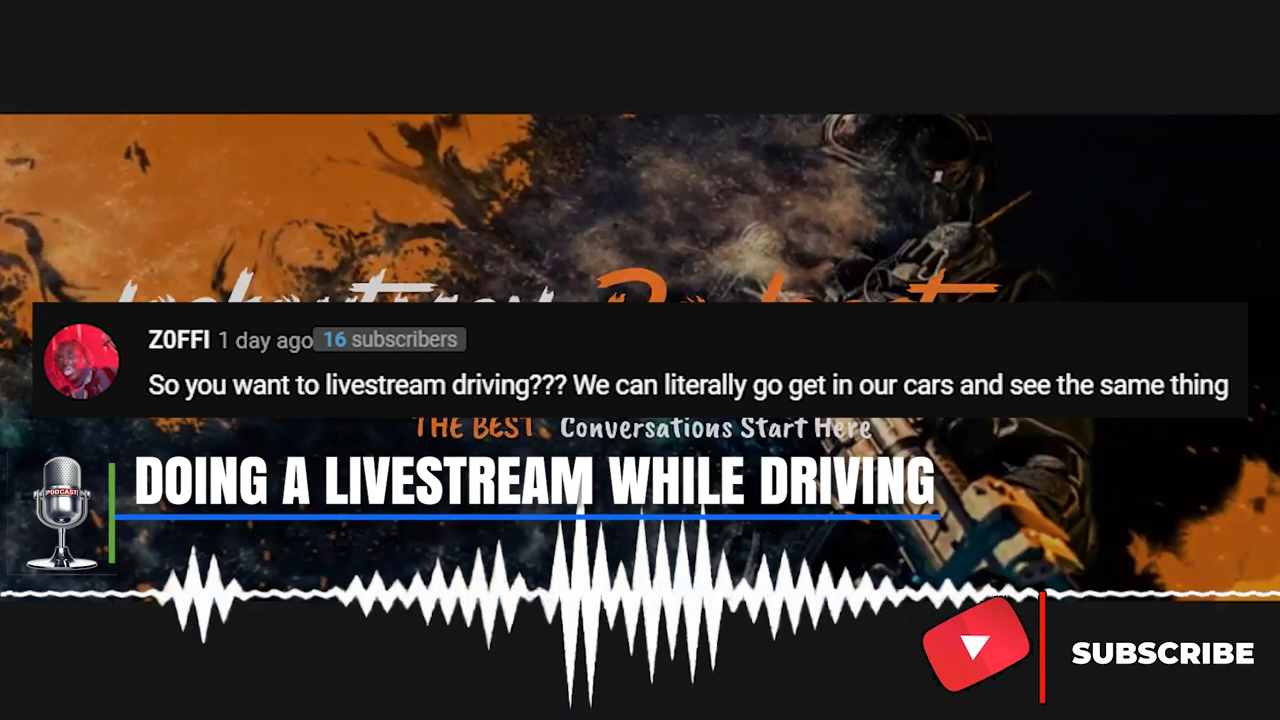 Podcast
Z0FFI 1 day ago 16 subscribers
So you want to livestream driving??? We can literally go get in our cars and see the same thing
THE BEST Conversations Start Here
PODCAST
DOING A LIVESTREAM WHILE DRIVING
SUBSCRIBE